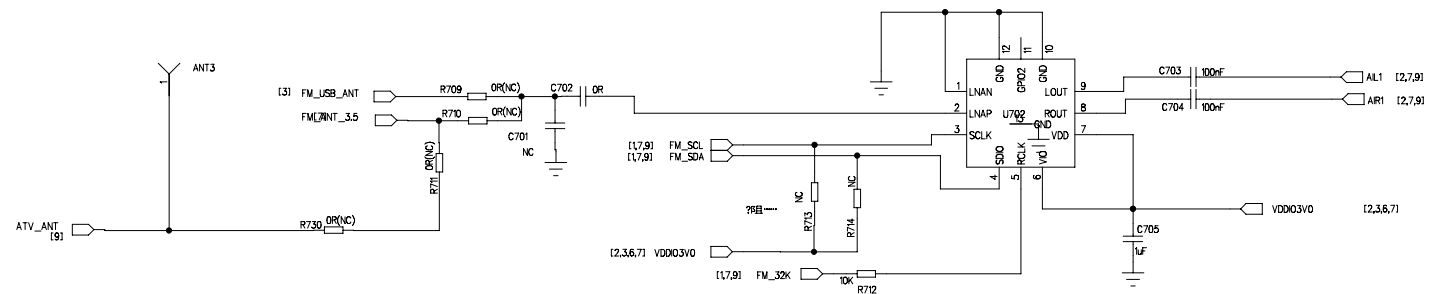 ANT3
1
[3] FM_USB_ANT
R709
0R(NC)
C702
0R
R710
0R(NC)
C701
NC
0R(NC)
R711
ATV_ANT
[9]
R730
0R(NC)
[1,7,9] FM_SCL
[1,7,9] FM_SDA
NC
R713
NC
R714
[2,3,6,7] VDDIO3V0
[1,7,9] FM_32K
10K
R712
12
11
10
GND
GPIO2
GND
1
LNAN
2
LNAP
3
SCLK
U702
GND
LOUT
9
ROUT
8
VDD
7
SDIO
RCLK
VIO
4
5
6
C703
100nF
C704
100nF
AIL1 [2,7,9]
AIR1 [2,7,9]
VDDIO3V0 [2,3,6,7]
C705
1uF